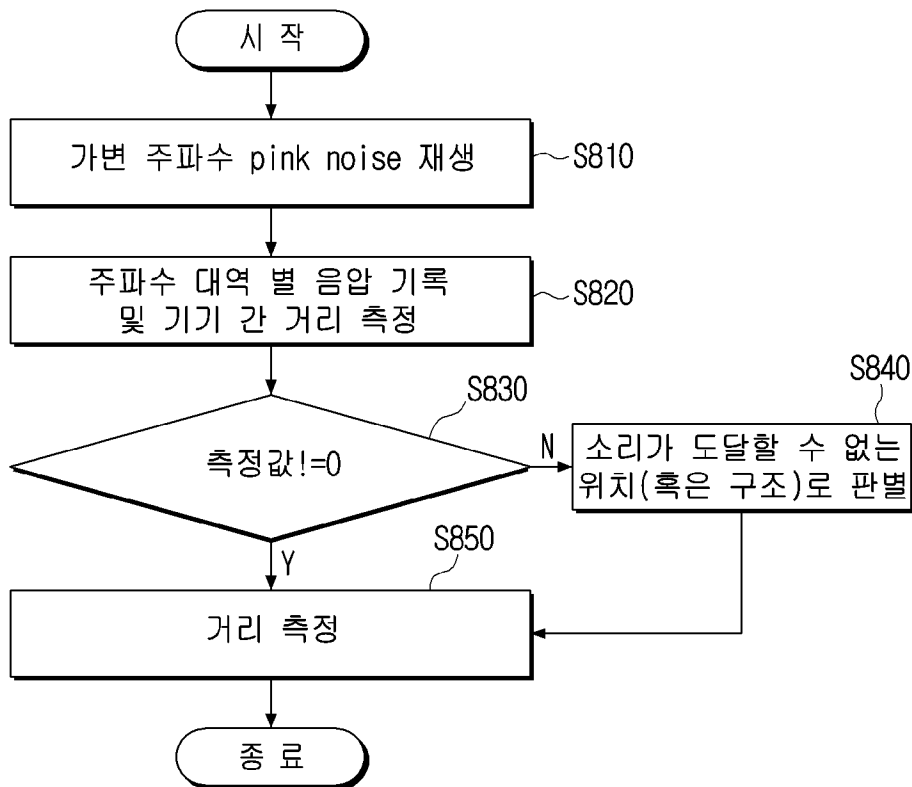 시 작
가변 주파수 pink noise 재생
S810
주파수 대역 별 음압 기록
및 기기 간 거리 측정
S820
S830
측정값!=0
N
S840
소리가 도달할 수 없는
위치(혹은 구조)로 판별
Y
S850
거리 측정
종 료